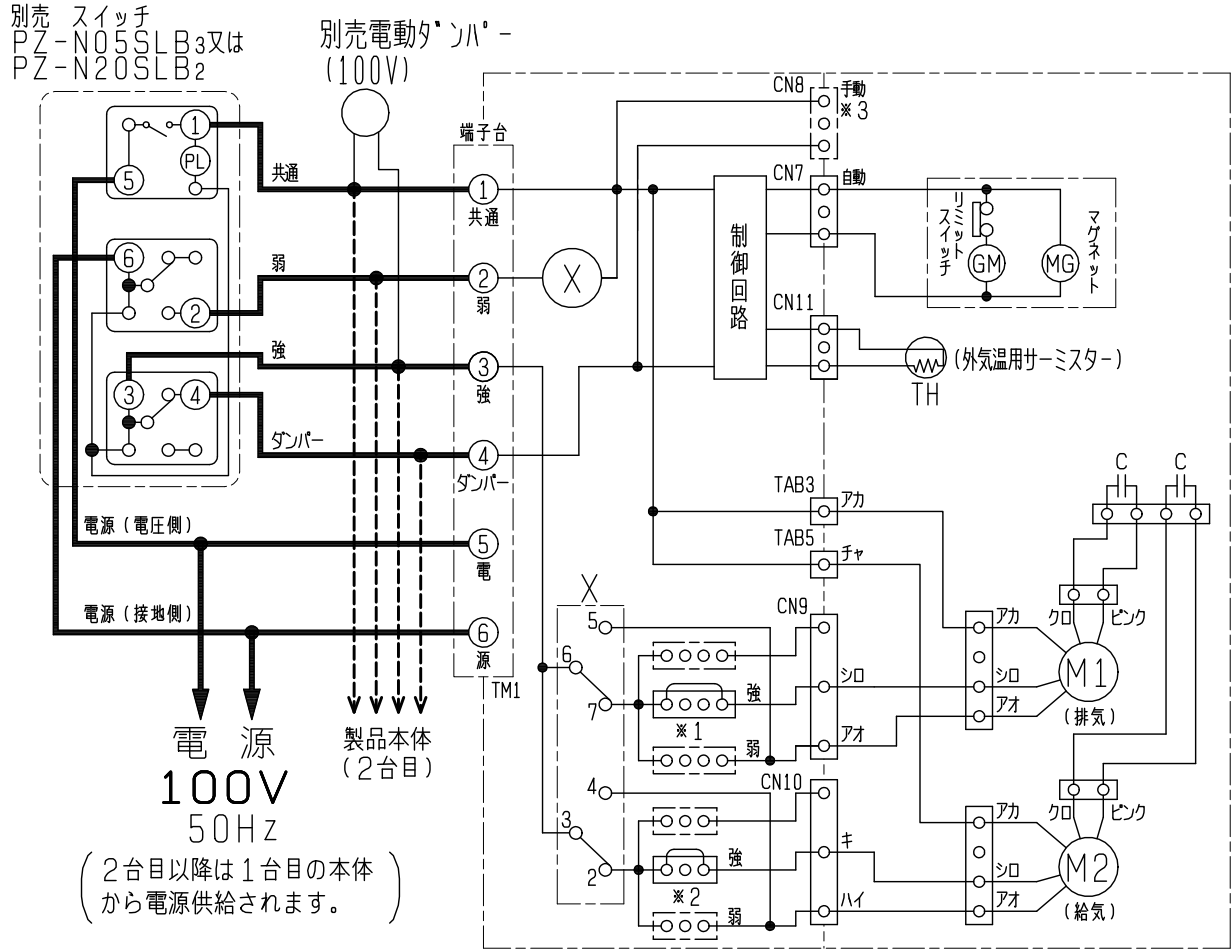 別売 スイッチ
PZ-N05SLB3又は
PZ-N20SLB2
別売電動ダンパー
(100V)
1
PL
5
6
2
3
4
共通
弱
強
ダンパー
電源(電圧側)
電源(接地側)
電 源
100V
50Hz
(2台目以降は1台目の本体
から電源供給されます。)
製品本体
(2台目)
端子台
1
共通
2
弱
3
強
4
ダンパー
5
電
6
源
TM1
X
制御回路
CN8
手動
※3
CN7
自動
リミット
スイッチ
GM
MG
マグネット
CN11
TH
(外気温用サーミスター)
TAB3
アカ
TAB5
チャ
X
5
6
7
4
3
2
CN9
強
※1
弱
シロ
アオ
CN10
強
※2
弱
キ
ハイ
C
C
クロ
ピンク
アカ
シロ
アオ
M1
(排気)
クロ
ピンク
アカ
シロ
アオ
M2
(給気)